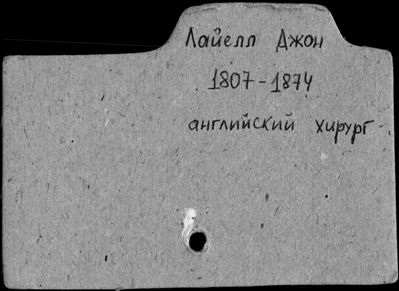 Лайелл Джон
1807-1874
английский хирург